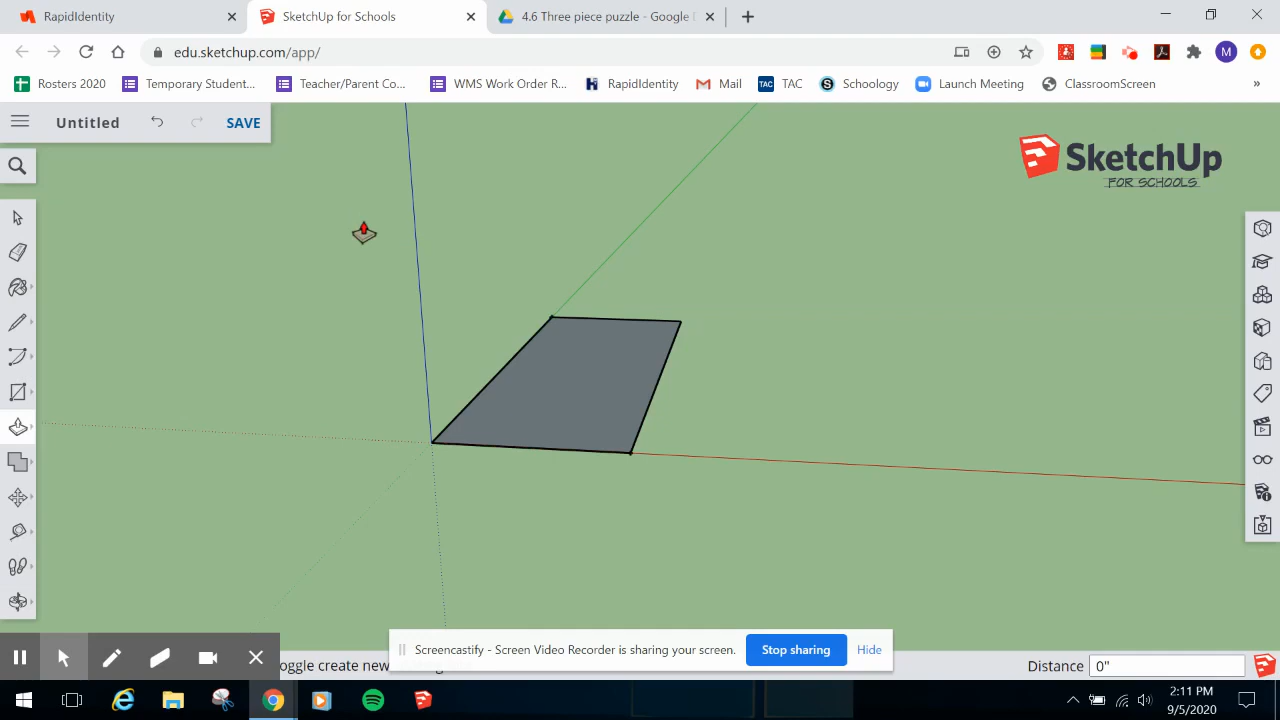 RapidIdentity
SketchUp for Schools
4.6 Three piece puzzle - Google
edu.sketchup.com/app/
M
Rosters 2020
Temporary Student...
Teacher/Parent Co...
WMS Work Order R...
RapidIdentity
Mail
TAC
TAC
Schoology
Launch Meeting
ClassroomScreen
»
Untitled
SAVE
SketchUp
FOR SCHOOLS
Screencastify - Screen Video Recorder is sharing your screen.
Stop sharing
Hide
oggle create new
Distance
0"
2:11 PM
9/5/2020